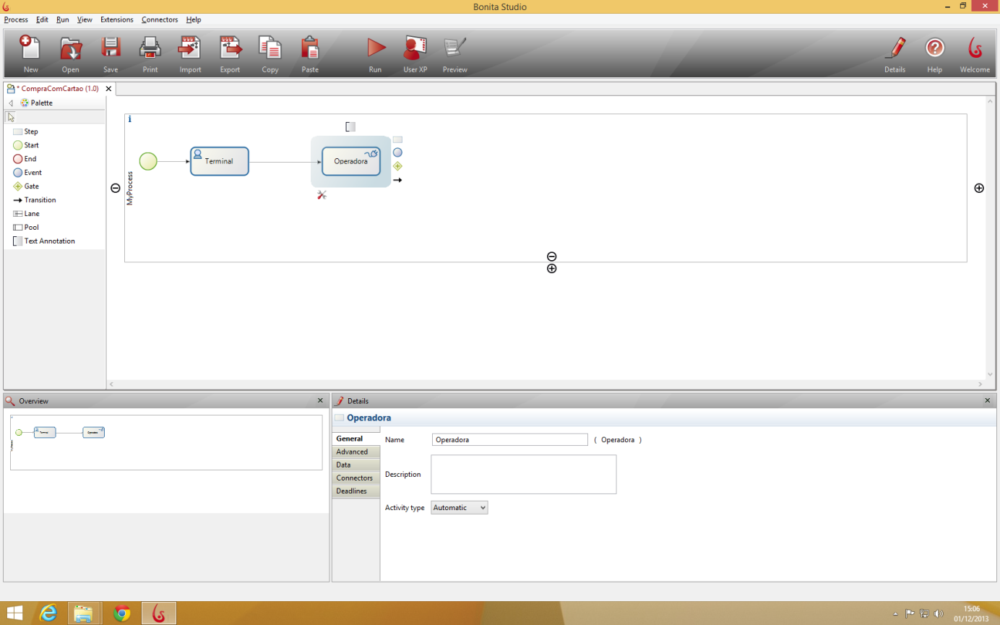 Bonita Studio
Process Edit Run View Extensions Connectors Help
New Open Save Print Import Export Copy Paste Run User XP Preview Details Help Welcome
* CompraComCartao (1.0)
Palette
Step
Start
End
Event
Gate
Transition
Lane
Pool
Text Annotation
MyProcess
Terminal
Operadora
Overview
Terminal
Operadora
Details
Operadora
General
Advanced
Data
Connectors
Deadlines
Name Operadora ( Operadora )
Description
Activity type Automatic
15:06
01/12/2013